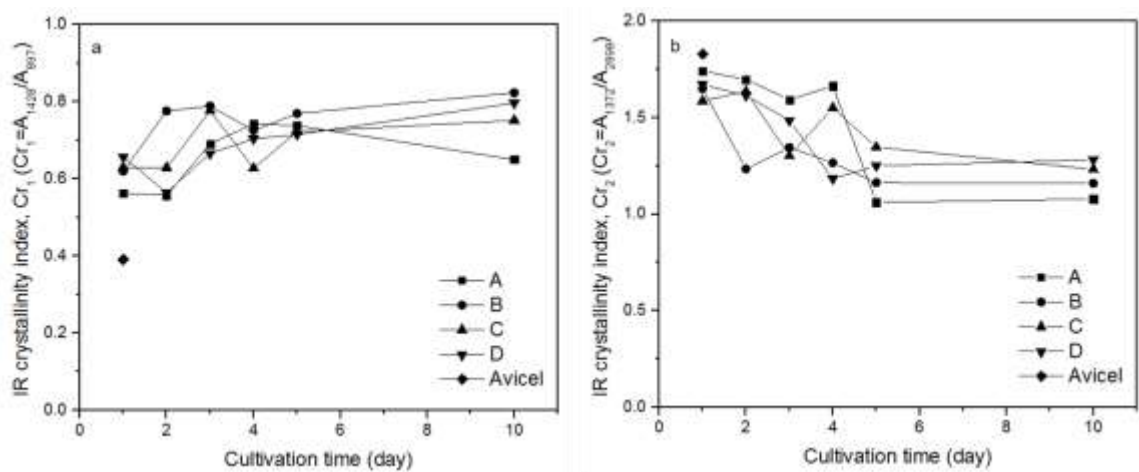 a
IR crystallinity index, Cr1 (Cr1=A1428/A897)
1.0
0.8
0.6
0.4
0.2
0.0
0 2 4 6 8 10
Cultivation time (day)
A
B
C
D
Avicel
b
IR crystallinity index, Cr2 (Cr2=A1372/A2898)
2.0
1.5
1.0
0.5
0.0
0 2 4 6 8 10
Cultivation time (day)
A
B
C
D
Avicel